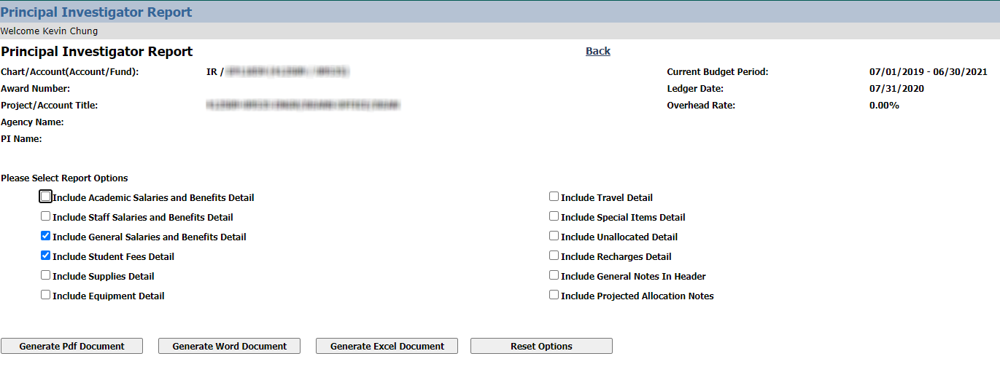 Principal Investigator Report
Welcome Kevin Chung
Principal Investigator Report Back
Chart/Account(Account/Fund): IR / Current Budget Period: 07/01/2019 - 06/30/2021
Award Number: Ledger Date: 07/31/2020
Project/Account Title: Overhead Rate: 0.00%
Agency Name:
PI Name:
Please Select Report Options
Include Academic Salaries and Benefits Detail Include Travel Detail
Include Staff Salaries and Benefits Detail Include Special Items Detail
Include General Salaries and Benefits Detail Include Unallocated Detail
Include Student Fees Detail Include Recharges Detail
Include Supplies Detail Include General Notes In Header
Include Equipment Detail Include Projected Allocation Notes
Generate Pdf Document Generate Word Document Generate Excel Document Reset Options